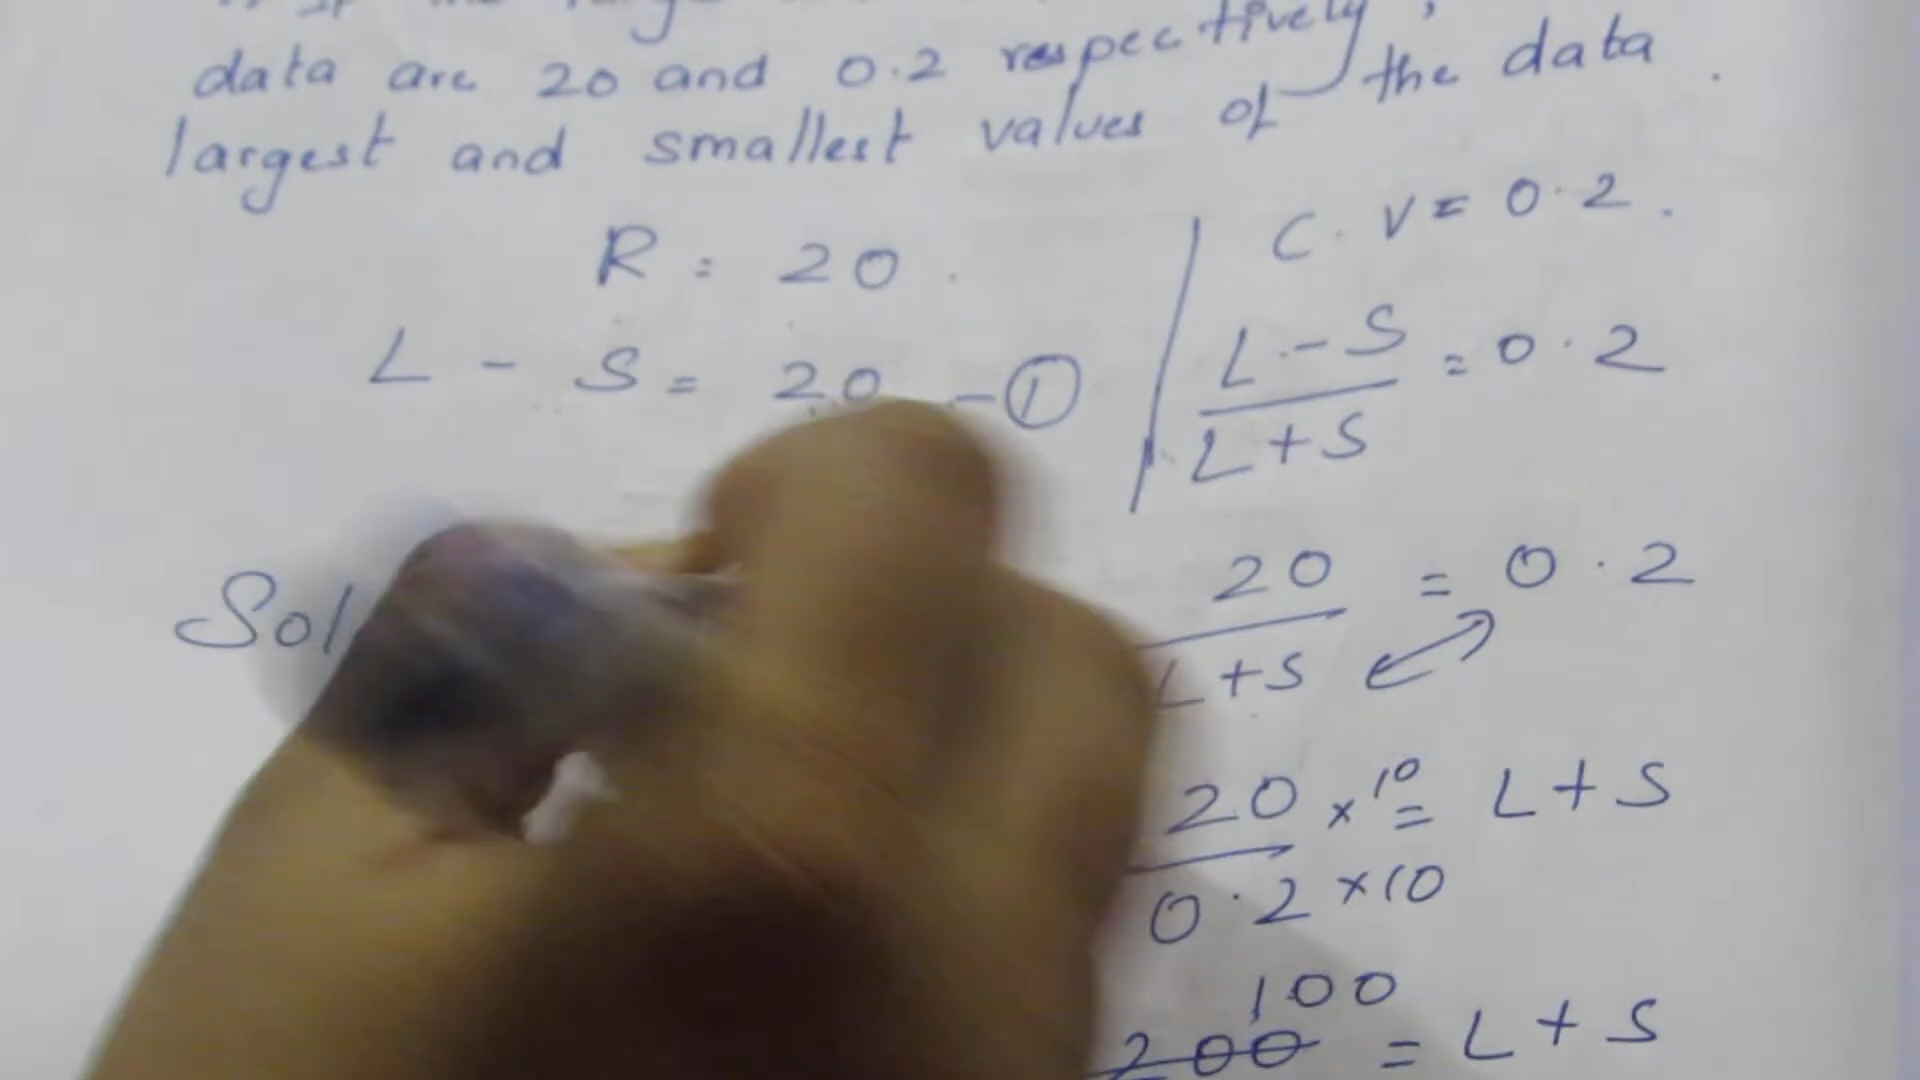 data are 20 and 0.2 respectively,
largest and smallest values of the data.
R = 20.
L - S = 20 - ①
C. V = 0.2.
L - S
L + S
= 0.2
20
L+S
= 0.2
20 × 10 = L + S
0.2 × 10
100
200 = L + S
Sol